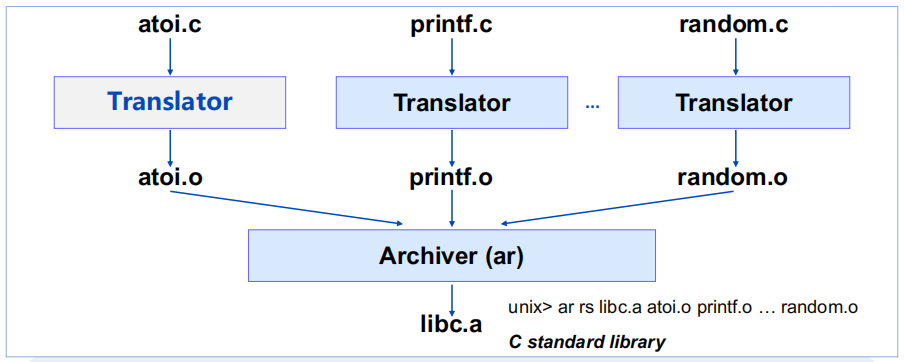 atoi.c printf.c random.c
Translator Translator ... Translator
atoi.o printf.o random.o
Archiver (ar)
unix> ar rs libc.a atoi.o printf.o … random.o
libc.a
C standard library